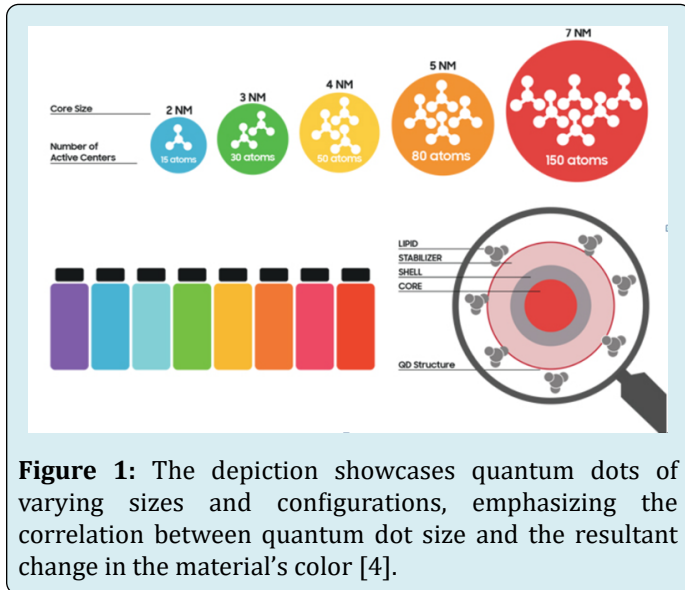 7 NM
5 NM
4 NM
3 NM
2 NM
Core Size
Number of
Active Centers
15 atoms
30 atoms
50 atoms
80 atoms
150 atoms
LIPID
STABILIZER
SHELL
CORE
QD Structure
Figure 1: The depiction showcases quantum dots of
varying sizes and configurations, emphasizing the
correlation between quantum dot size and the resultant
change in the material's color [4].